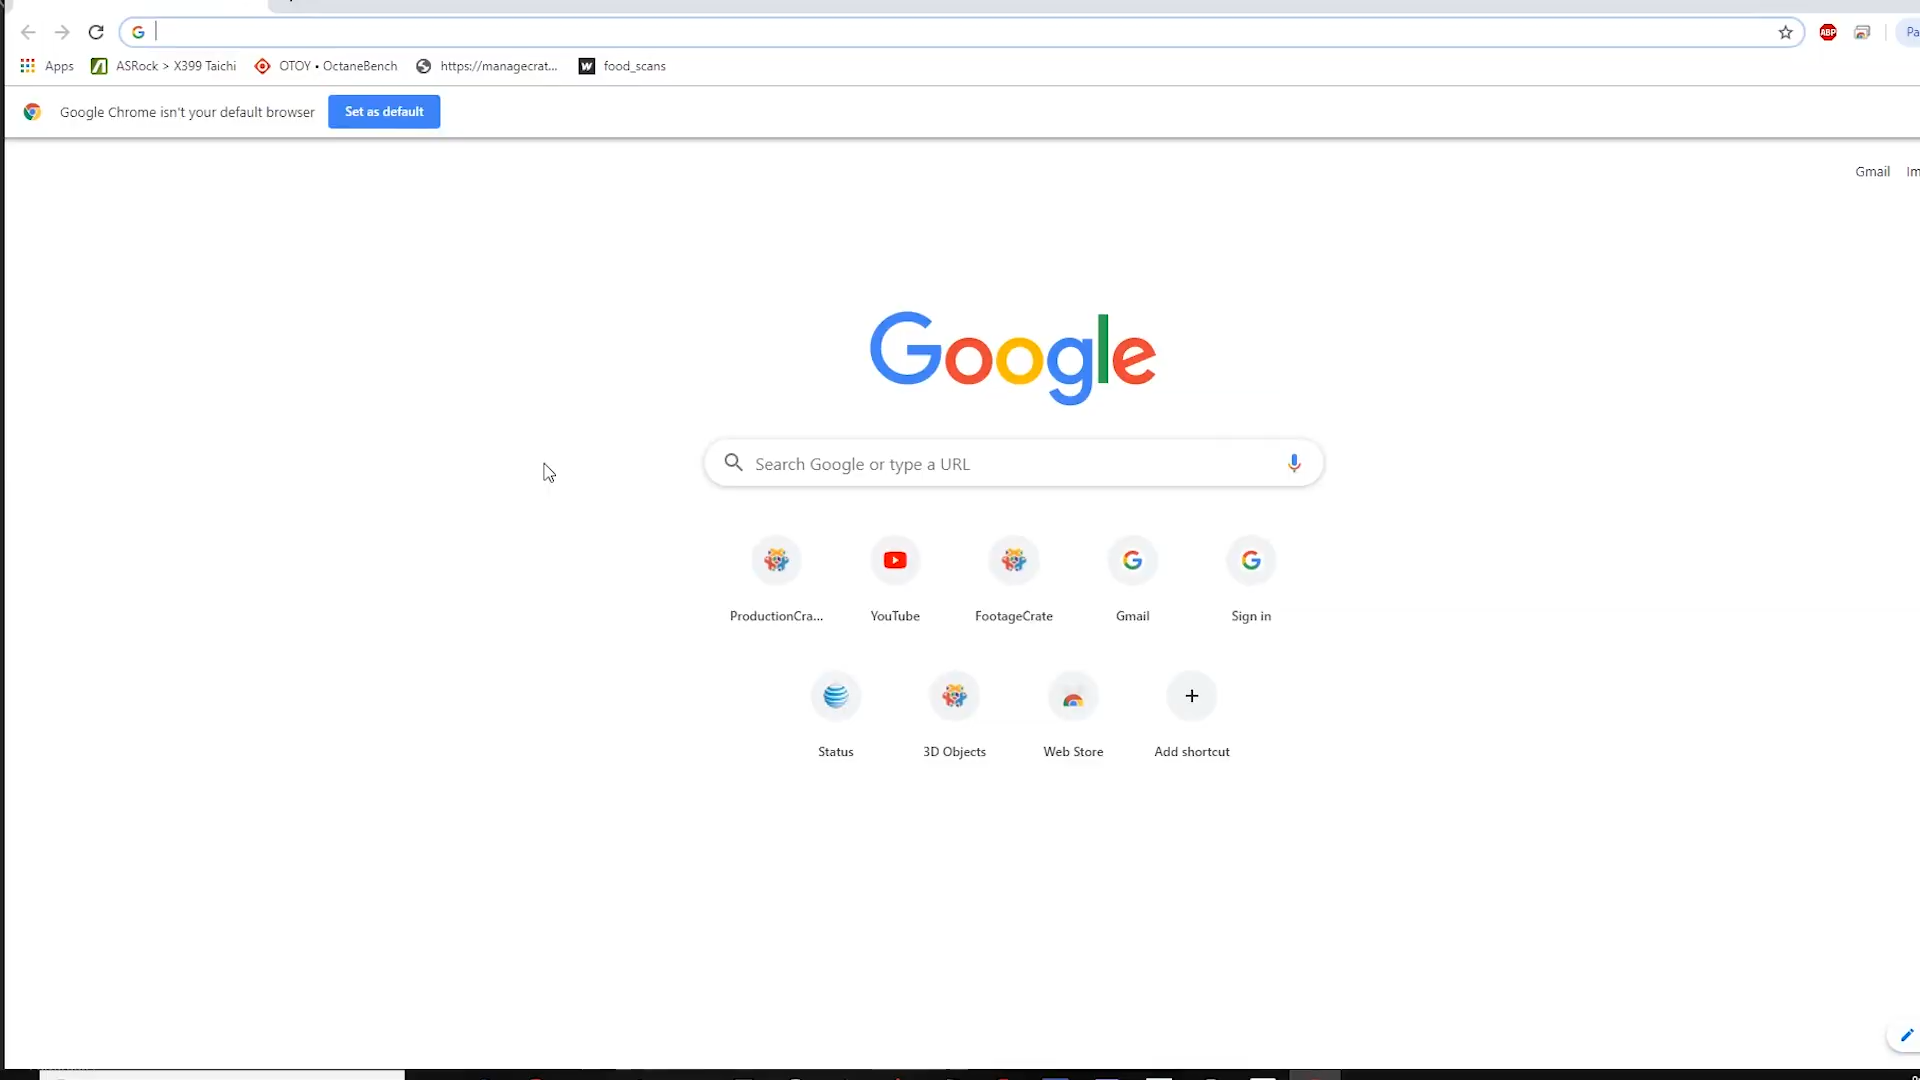 Apps ASRock > X399 Taichi OTOY • OctaneBench https://managecrat... food_scans
Google Chrome isn't your default browser Set as default
Gmail
Google
Search Google or type a URL
ProductionCra... YouTube FootageCrate Gmail Sign in
Status 3D Objects Web Store Add shortcut